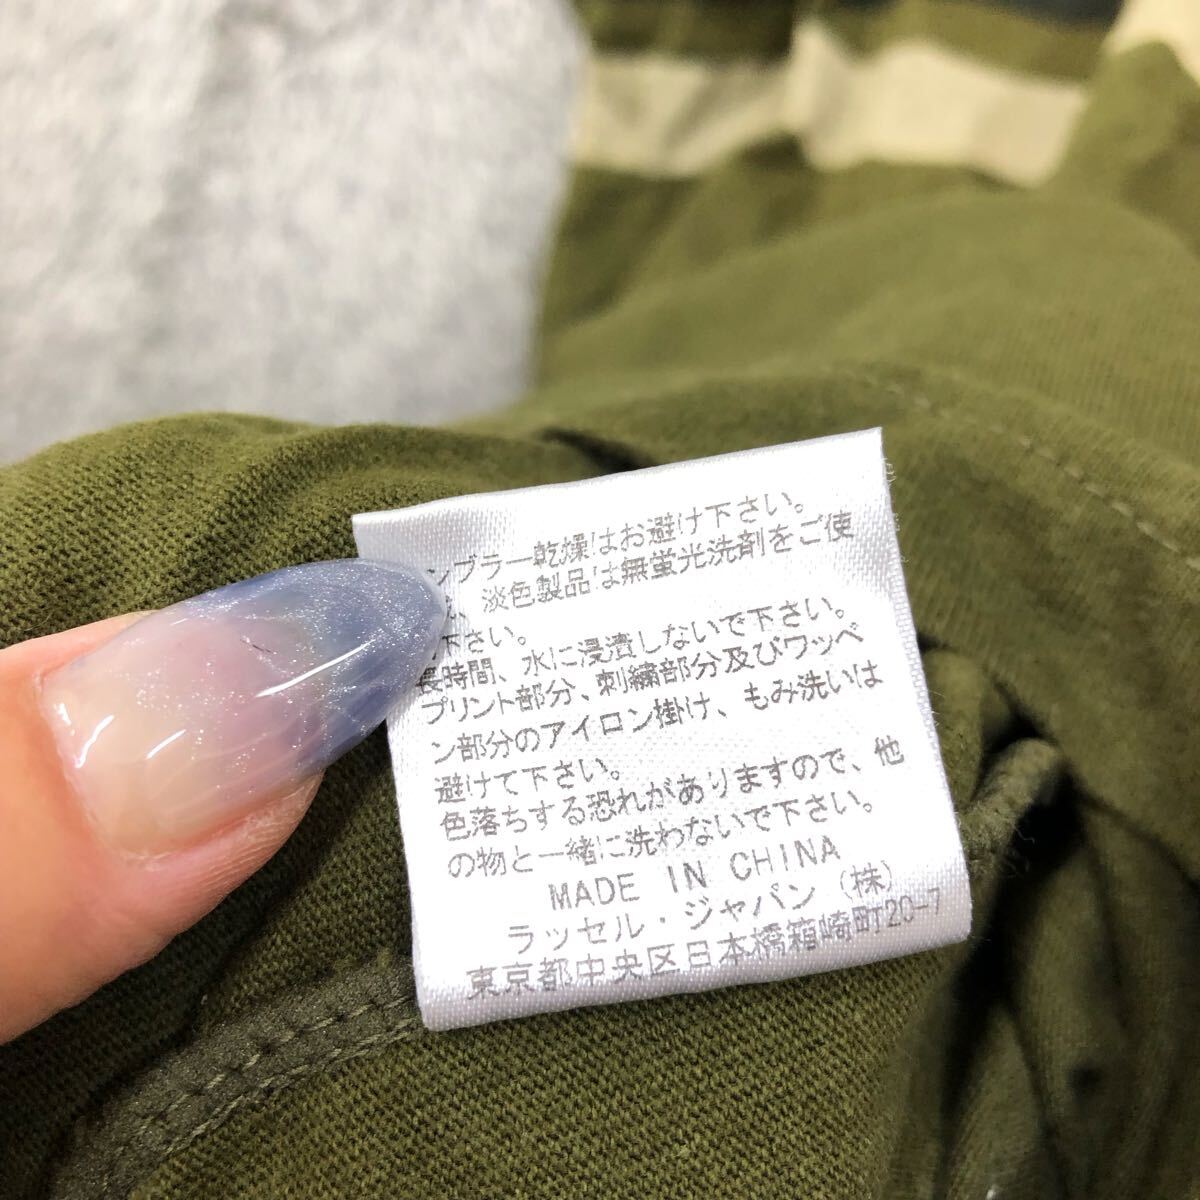 ンブラー乾燥はお避け下さい。
淡色製品は無蛍光洗剤をご使
下さい。
長時間、水に浸漬しないで下さい。
プリント部分、刺繍部分及びワッペ
ン部分のアイロン掛け、もみ洗いは
避けて下さい。
色落ちする恐れがありますので、他
の物と一緒に洗わないで下さい。
MADE IN CHINA
ラッセル・ジャパン(株)
東京都中央区日本橋箱崎町20-7